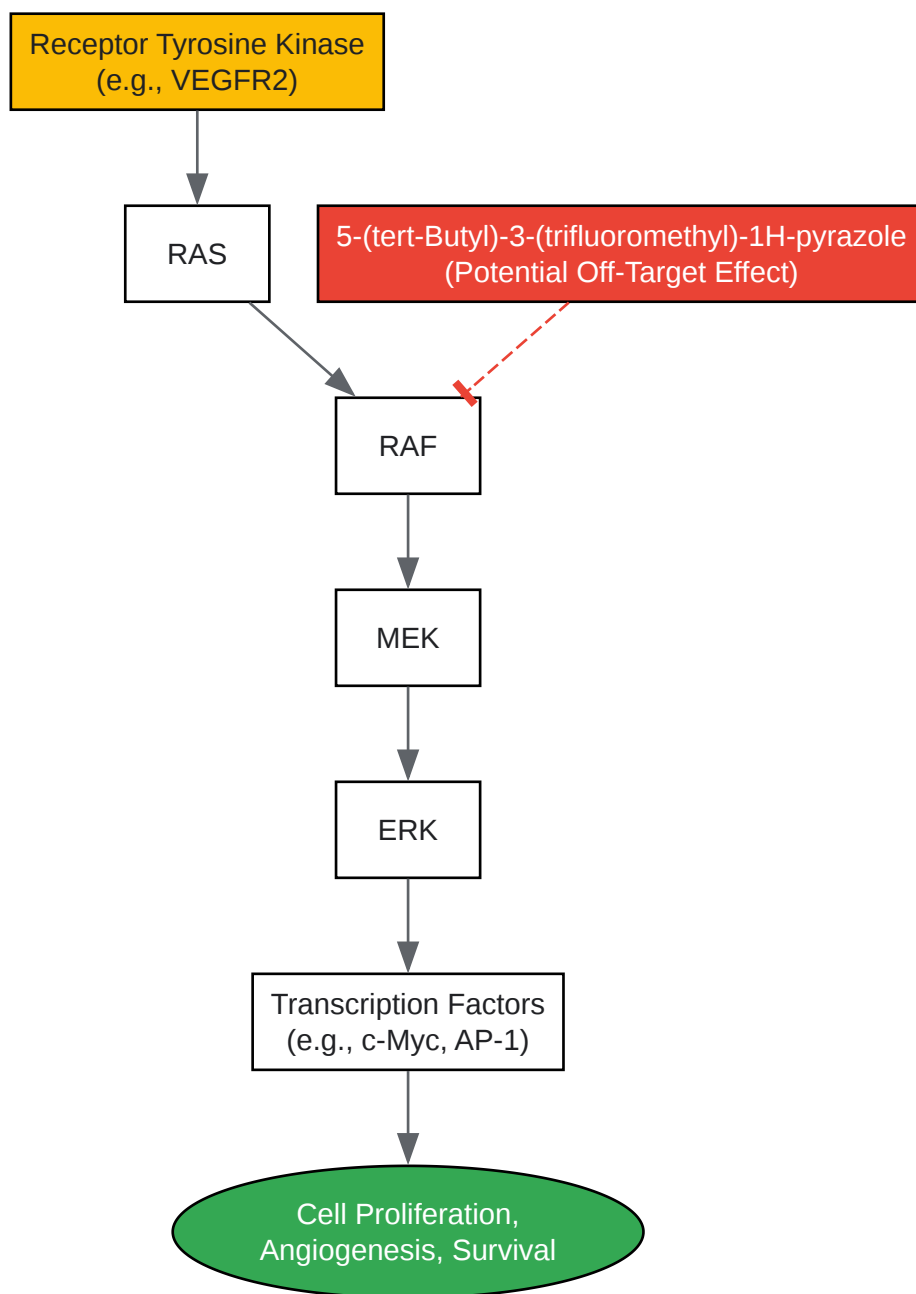 Receptor Tyrosine Kinase
(e.g., VEGFR2)
RAS
5-(tert-Butyl)-3-(trifluoromethyl)-1H-pyrazole
(Potential Off-Target Effect)
RAF
MEK
ERK
Transcription Factors
(e.g., c-Myc, AP-1)
Cell Proliferation,
Angiogenesis, Survival